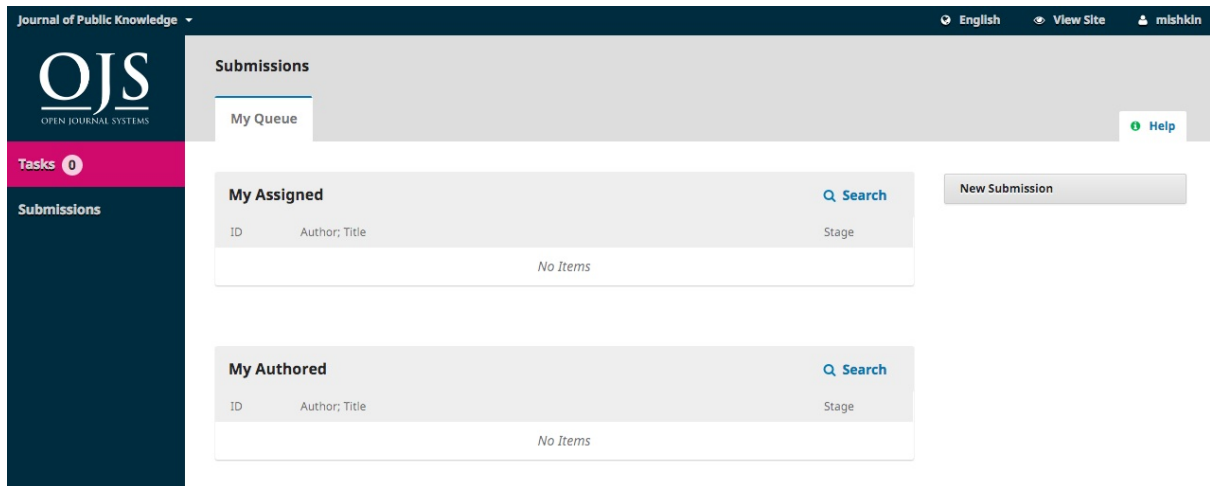 Journal of Public Knowledge
English
View Site
mishkin
OJS
OPEN JOURNAL SYSTEMS
Submissions
My Queue
Help
Tasks 0
Submissions
My Assigned
Search
ID Author; Title Stage
No Items
New Submission
My Authored
Search
ID Author; Title Stage
No Items